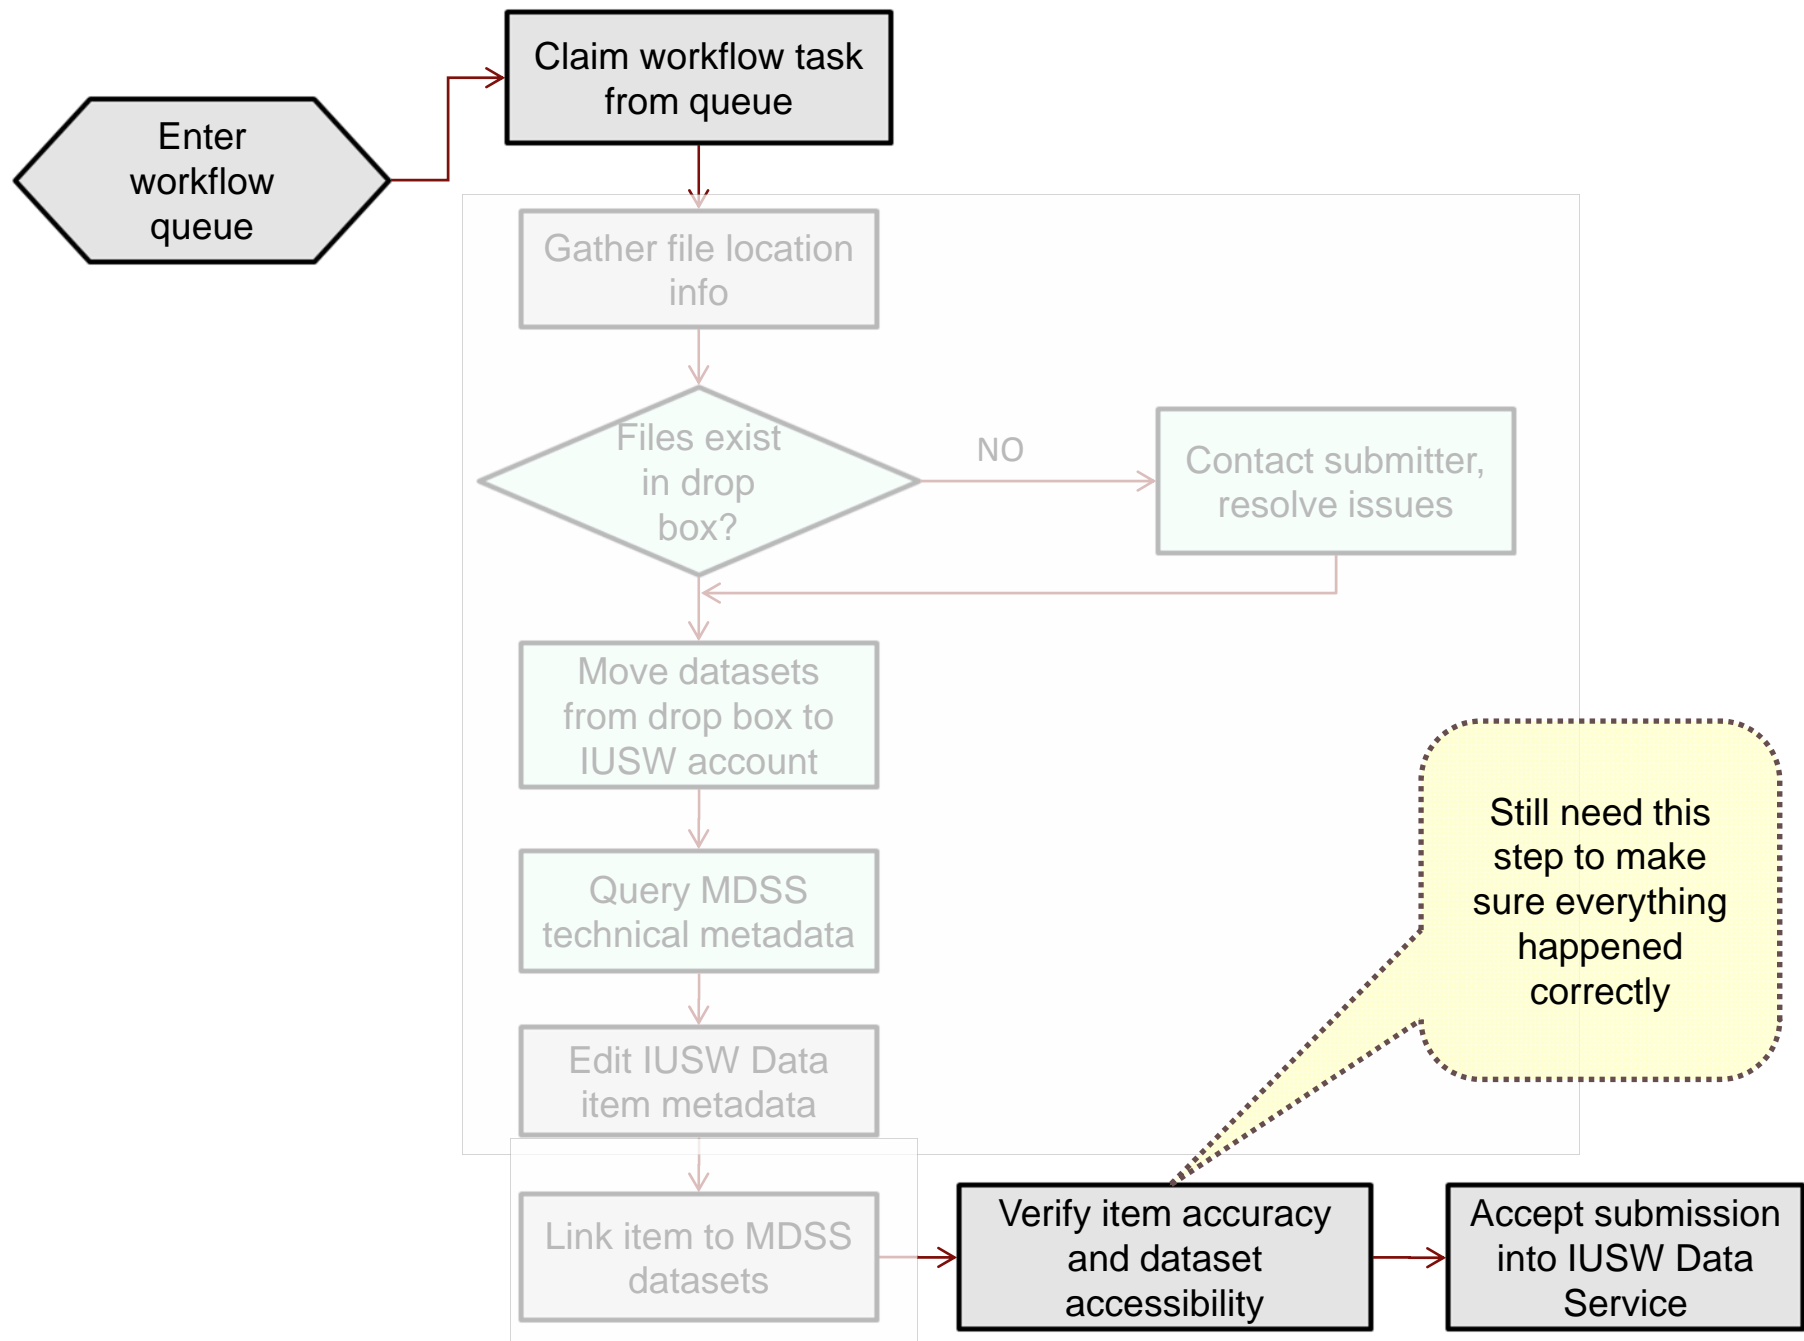 Claim workflow task
from queue
Enter
workflow
queue
Gather file location
info
Files exist
in drop
box?
NO
Contact submitter,
resolve issues
Move datasets
from drop box to
IUSW account
Query MDSS
technical metadata
Still need this
step to make
sure everything
happened
correctly
Edit IUSW Data
item metadata
Link item to MDSS
datasets
Verify item accuracy
and dataset
accessibility
Accept submission
into IUSW Data
Service